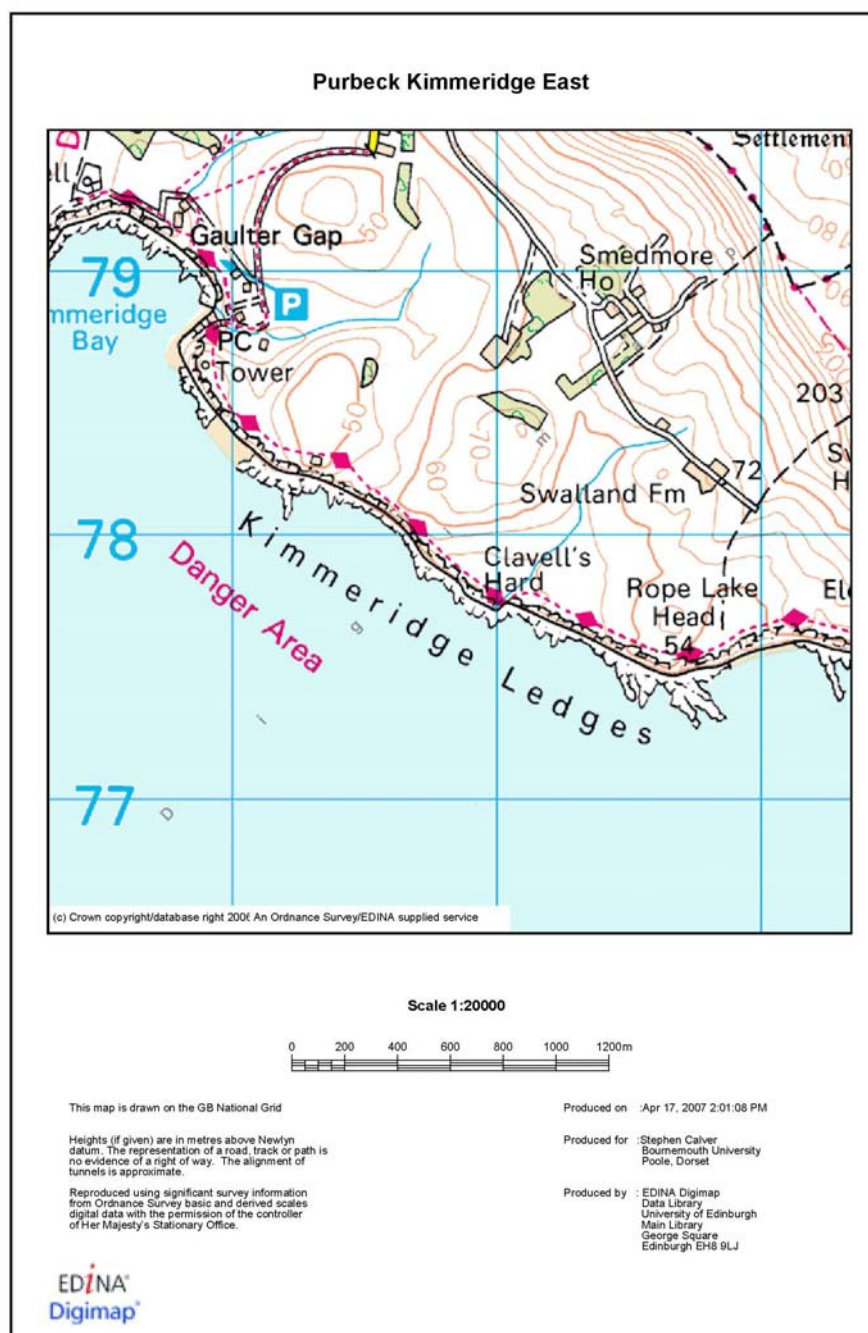 Purbeck Kimmeridge East
Settlement
D
ell
Gaulter Gap
50
180
79
Smedmore
Ho
P
mmeridge
Bay
PC
Tower
203
50
70
60
72
Swalland Fm
Kimmeridge Ledges
78
Danger Area
Clavell's
Hard
Rope Lake
Head
54
77
Digimap
(c) Crown copyright/database right 2006 An Ordnance Survey/EDINA supplied service
Scale 1:20000
0 200 400 600 800 1000 1200m
This map is drawn on the GB National Grid
Heights (if given) are in metres above Newlyn
datum. The representation of a road, track or path is
no evidence of a right of way. The alignment of
tunnels is approximate.
Reproduced using significant survey information
from Ordnance Survey basic and derived scales
digital data with the permission of the controller
of Her Majesty's Stationary Office.
Produced on :Apr 17, 2007 2:01:08 PM
Produced for :Stephen Calver
Bournemouth University
Poole, Dorset
Produced by : EDINA Digimap
Data Library
University of Edinburgh
Main Library
George Square
Edinburgh EH8 9LJ
EDINA
Digimap